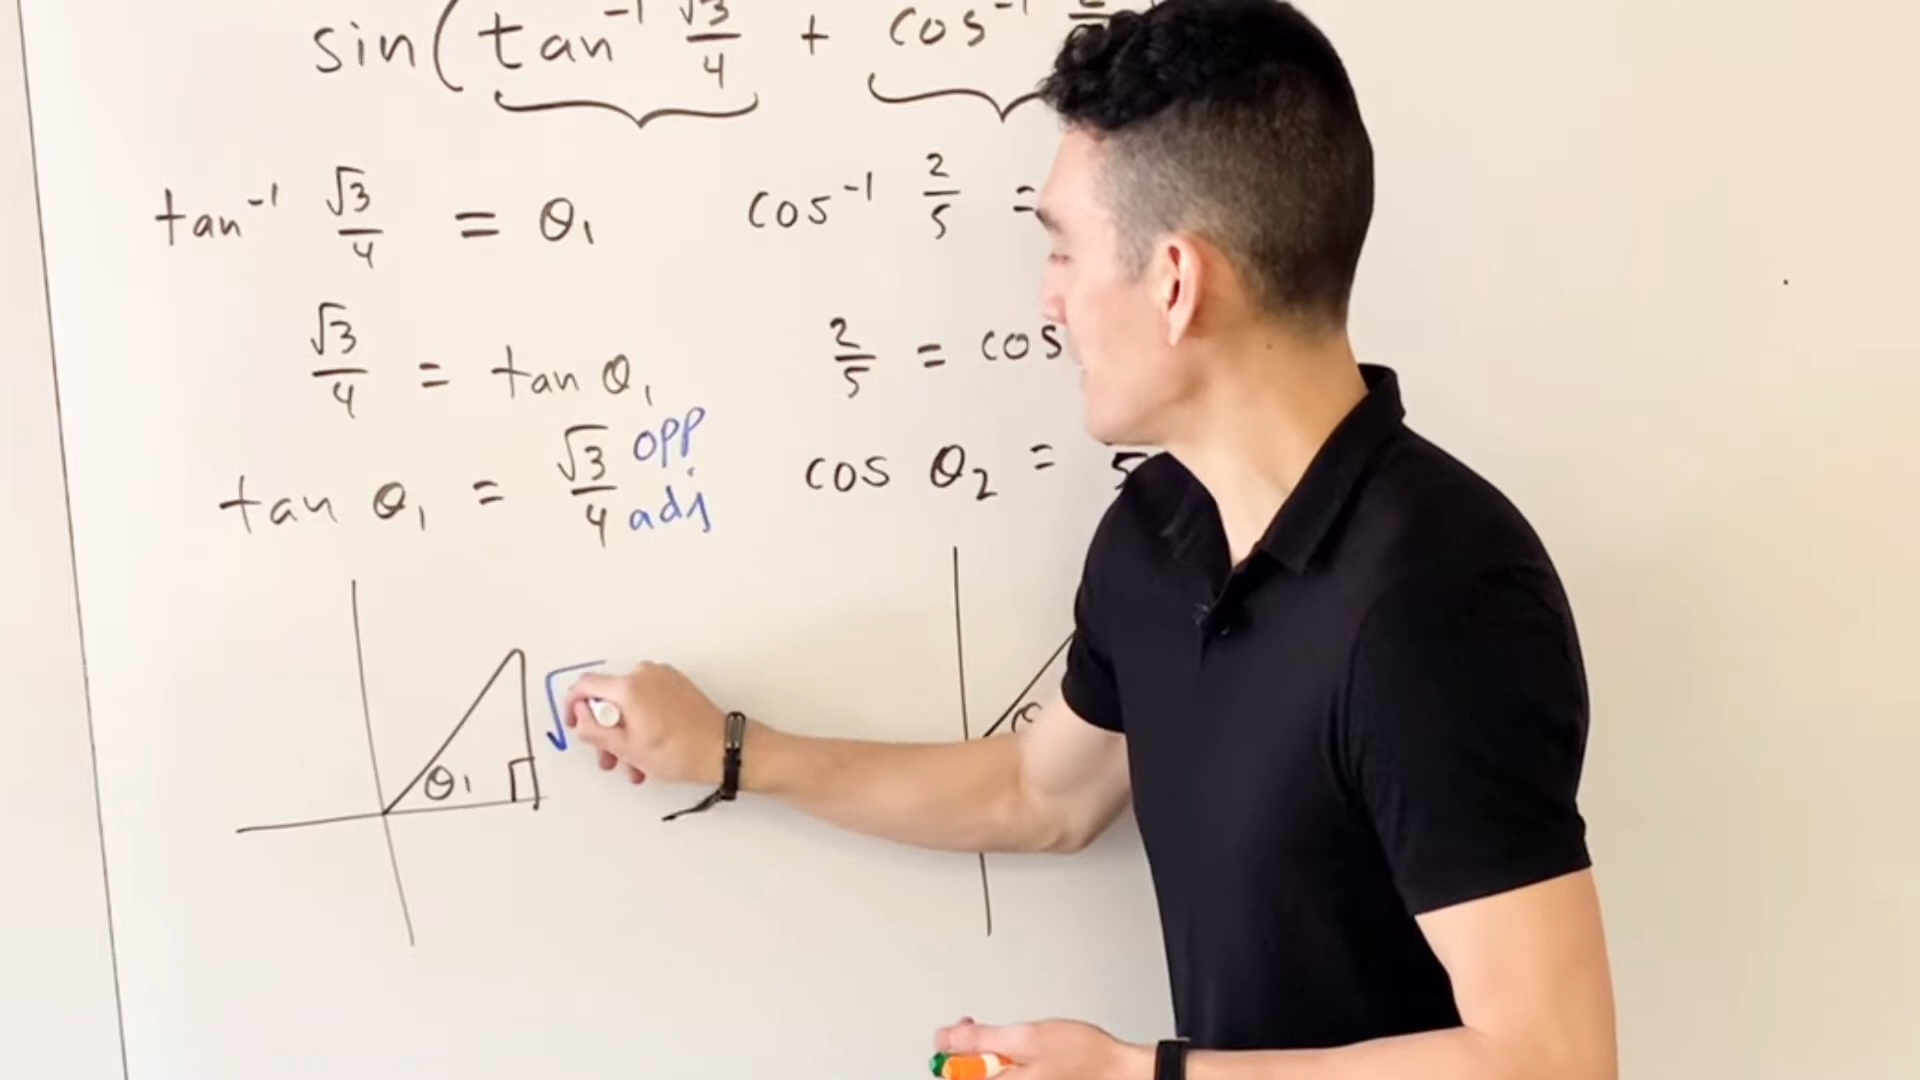 sin(tan⁻¹ √3/4 + cos⁻¹
tan⁻¹ √3/4 = θ₁
cos⁻¹ 2/5 =
√3/4 = tan θ₁
2/5 = cos
tan θ₁ = √3/4 opp adj
cos θ₂ = 5
θ₁
√